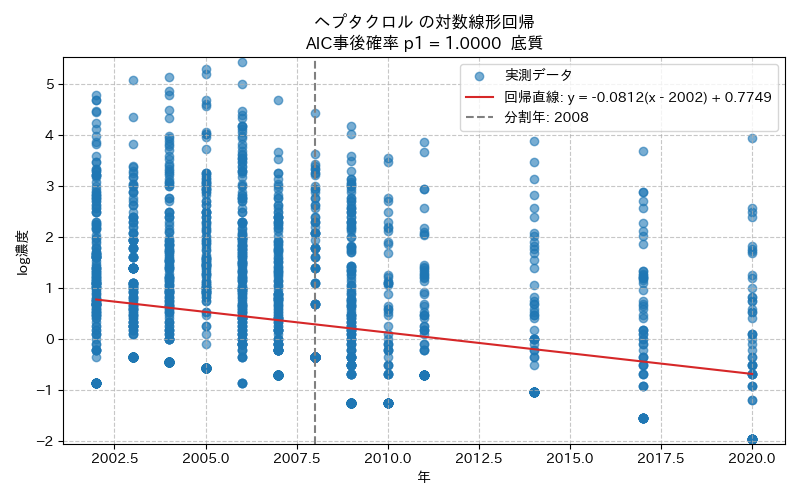 ヘプタクロル の対数線形回帰
AIC事後確率 p1 = 1.0000  底質
実測データ
回帰直線: y = -0.0812(x - 2002) + 0.7749
分割年: 2008
log濃度
5
4
3
2
1
0
−1
−2
2002.5 2005.0 2007.5 2010.0 2012.5 2015.0 2017.5 2020.0
年